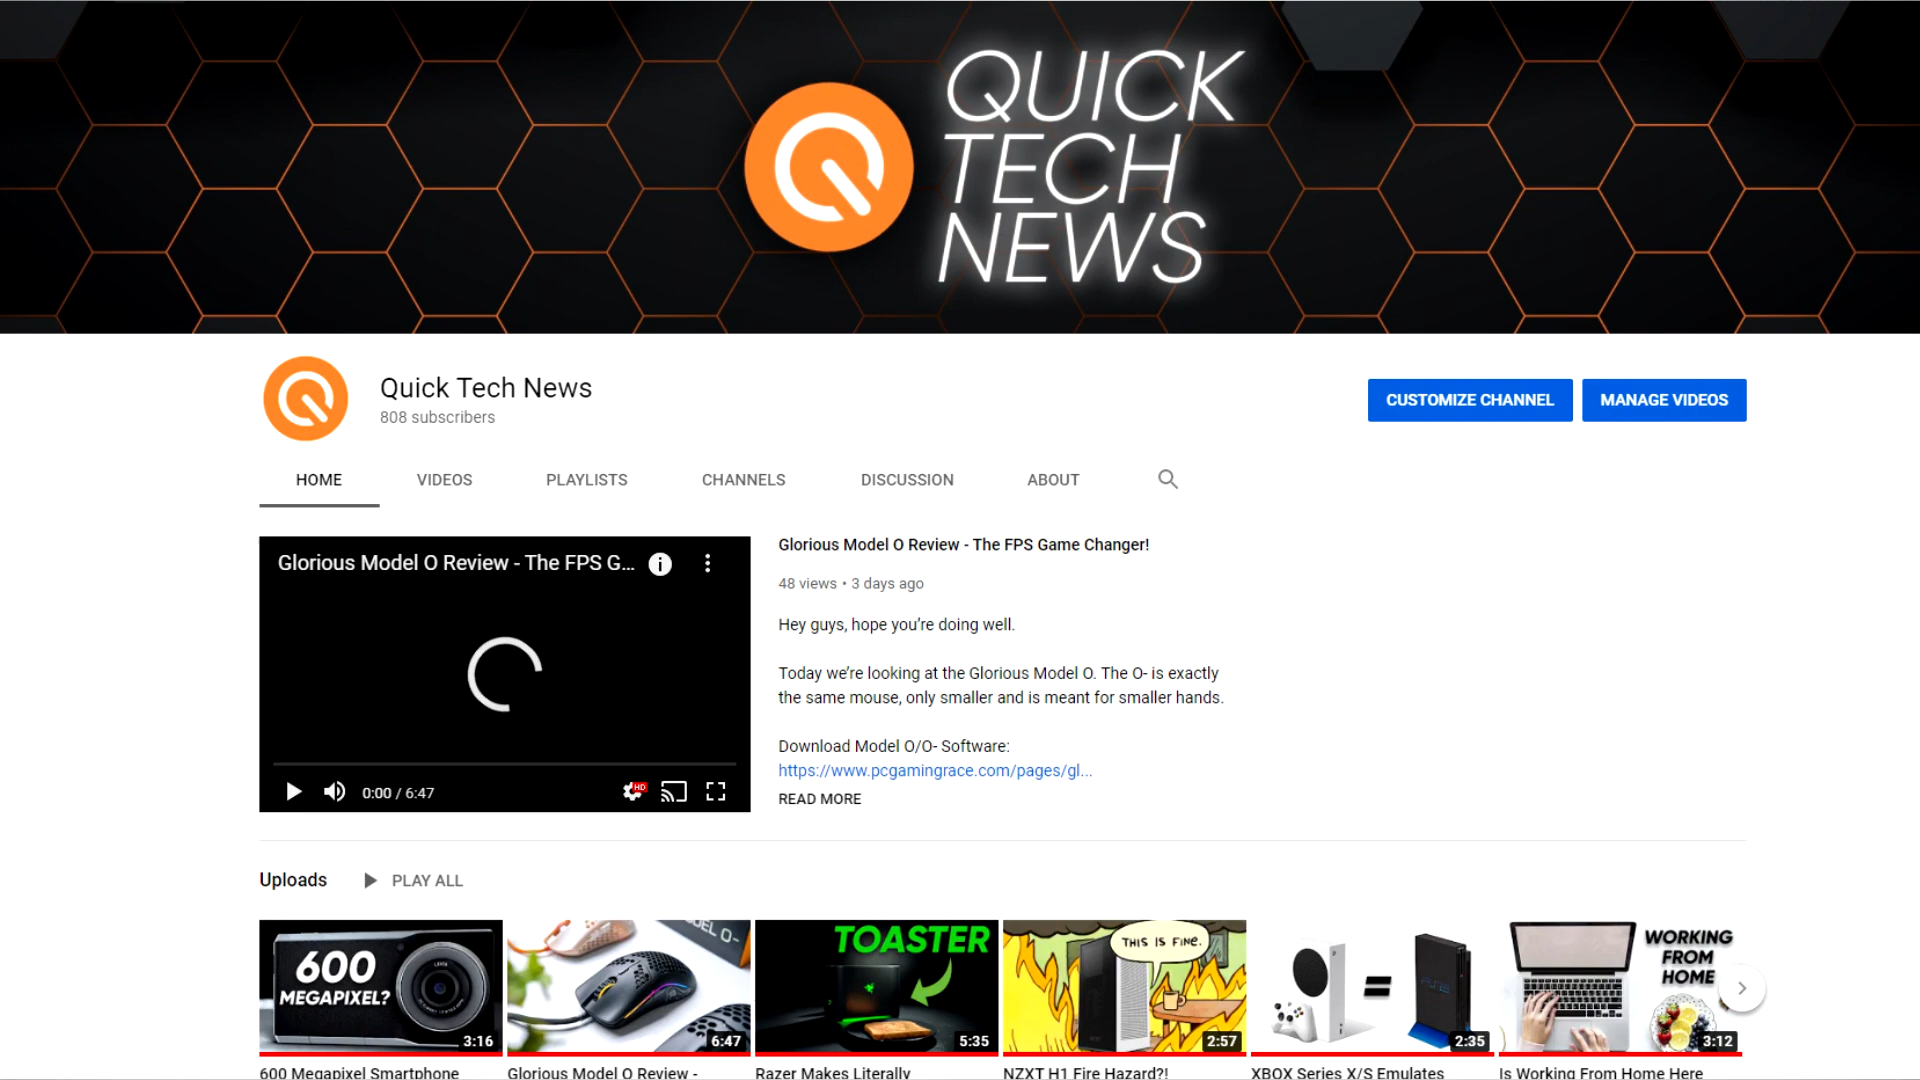 QUICK
TECH
NEWS
Quick Tech News
808 subscribers
CUSTOMIZE CHANNEL
MANAGE VIDEOS
HOME
VIDEOS
PLAYLISTS
CHANNELS
DISCUSSION
ABOUT
Glorious Model O Review - The FPS G...
0:00 / 6:47
HD
Glorious Model O Review - The FPS Game Changer!
48 views • 3 days ago
Hey guys, hope you’re doing well.
Today we’re looking at the Glorious Model O. The O- is exactly
the same mouse, only smaller and is meant for smaller hands.
Download Model O/O- Software:
https://www.pcgamingrace.com/pages/gl...
READ MORE
Uploads
PLAY ALL
600
MEGAPIXEL?
3:16
6:47
TOASTER
5:35
THIS IS FINE.
2:57
2:35
WORKING
FROM
HOME
3:12
600 Megapixel Smartphone
Glorious Model O Review -
Razer Makes Literally
NZXT H1 Fire Hazard?!
XBOX Series X/S Emulates
Is Working From Home Here